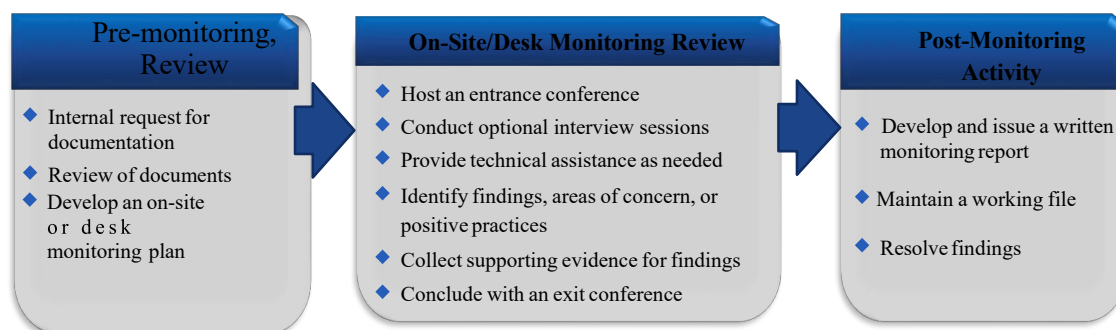 Pre-monitoring,
Review
Internal request for
documentation
Review of documents
Develop an on-site
or desk
monitoring plan
On-Site/Desk Monitoring Review
Host an entrance conference
Conduct optional interview sessions
Provide technical assistance as needed
Identify findings, areas of concern, or
positive practices
Collect supporting evidence for findings
Conclude with an exit conference
Post-Monitoring
Activity
Develop and issue a written
monitoring report
Maintain a working file
Resolve findings